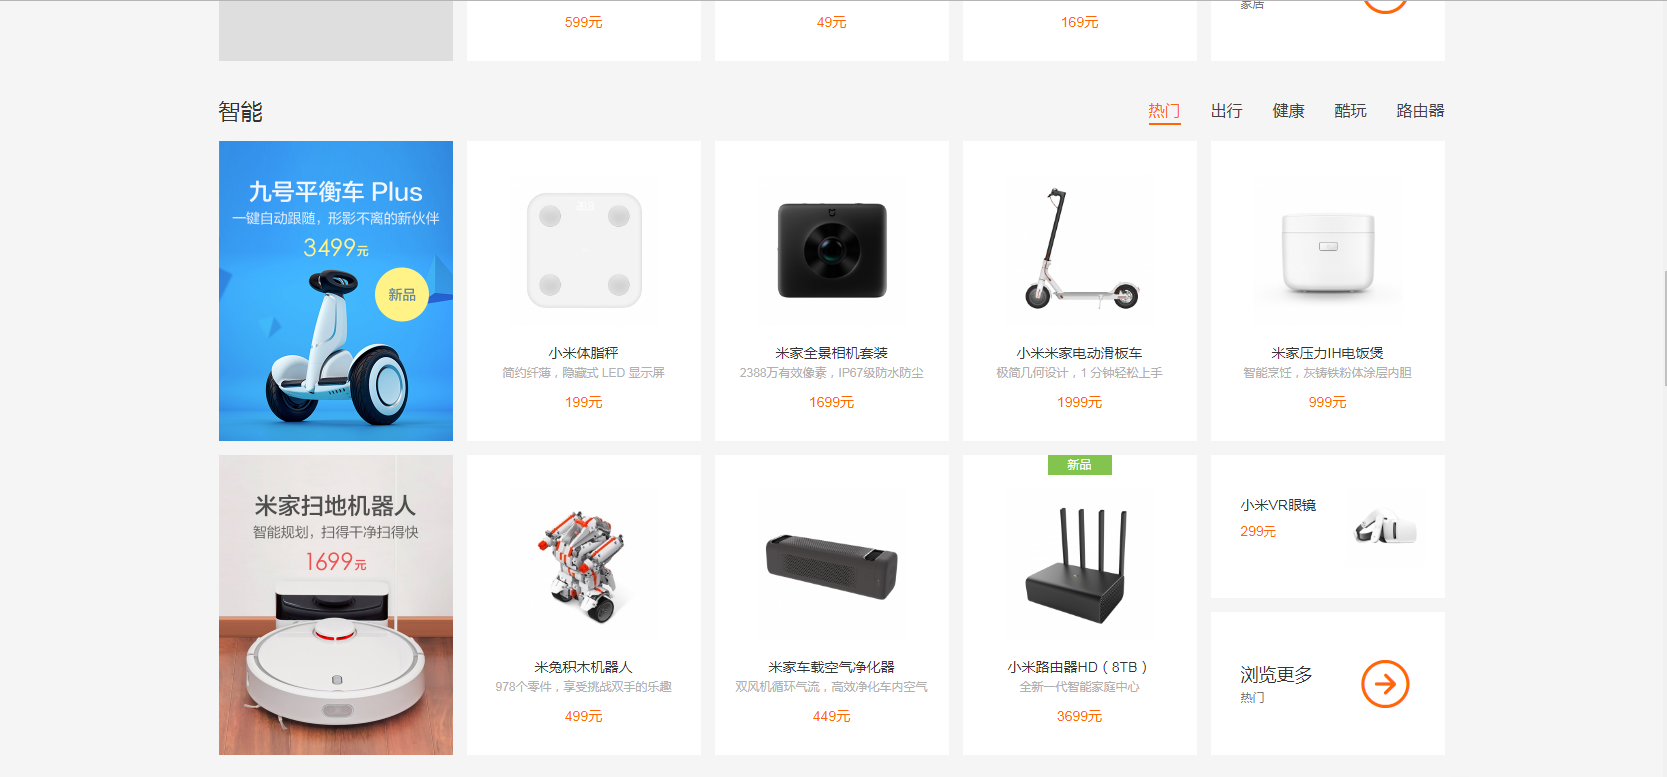 599元
49元
169元
家居
智能
热门 出行 健康 酷玩 路由器
九号平衡车 Plus
一键自动跟随，形影不离的新伙伴
3499元
新品
小米体脂秤
简约纤薄，隐藏式 LED 显示屏
199元
米家全景相机套装
2388万有效像素，IP67级防水防尘
1699元
小米米家电动滑板车
极简几何设计，1 分钟轻松上手
1999元
米家压力IH电饭煲
智能烹饪，灰铸铁粉体涂层内胆
999元
米家扫地机器人
智能规划，扫得干净扫得快
1699元
米兔积木机器人
978个零件，享受挑战双手的乐趣
499元
米家车载空气净化器
双风机循环气流，高效净化车内空气
449元
新品
小米路由器HD（8TB）
全新一代智能家庭中心
3699元
小米VR眼镜
299元
浏览更多
热门